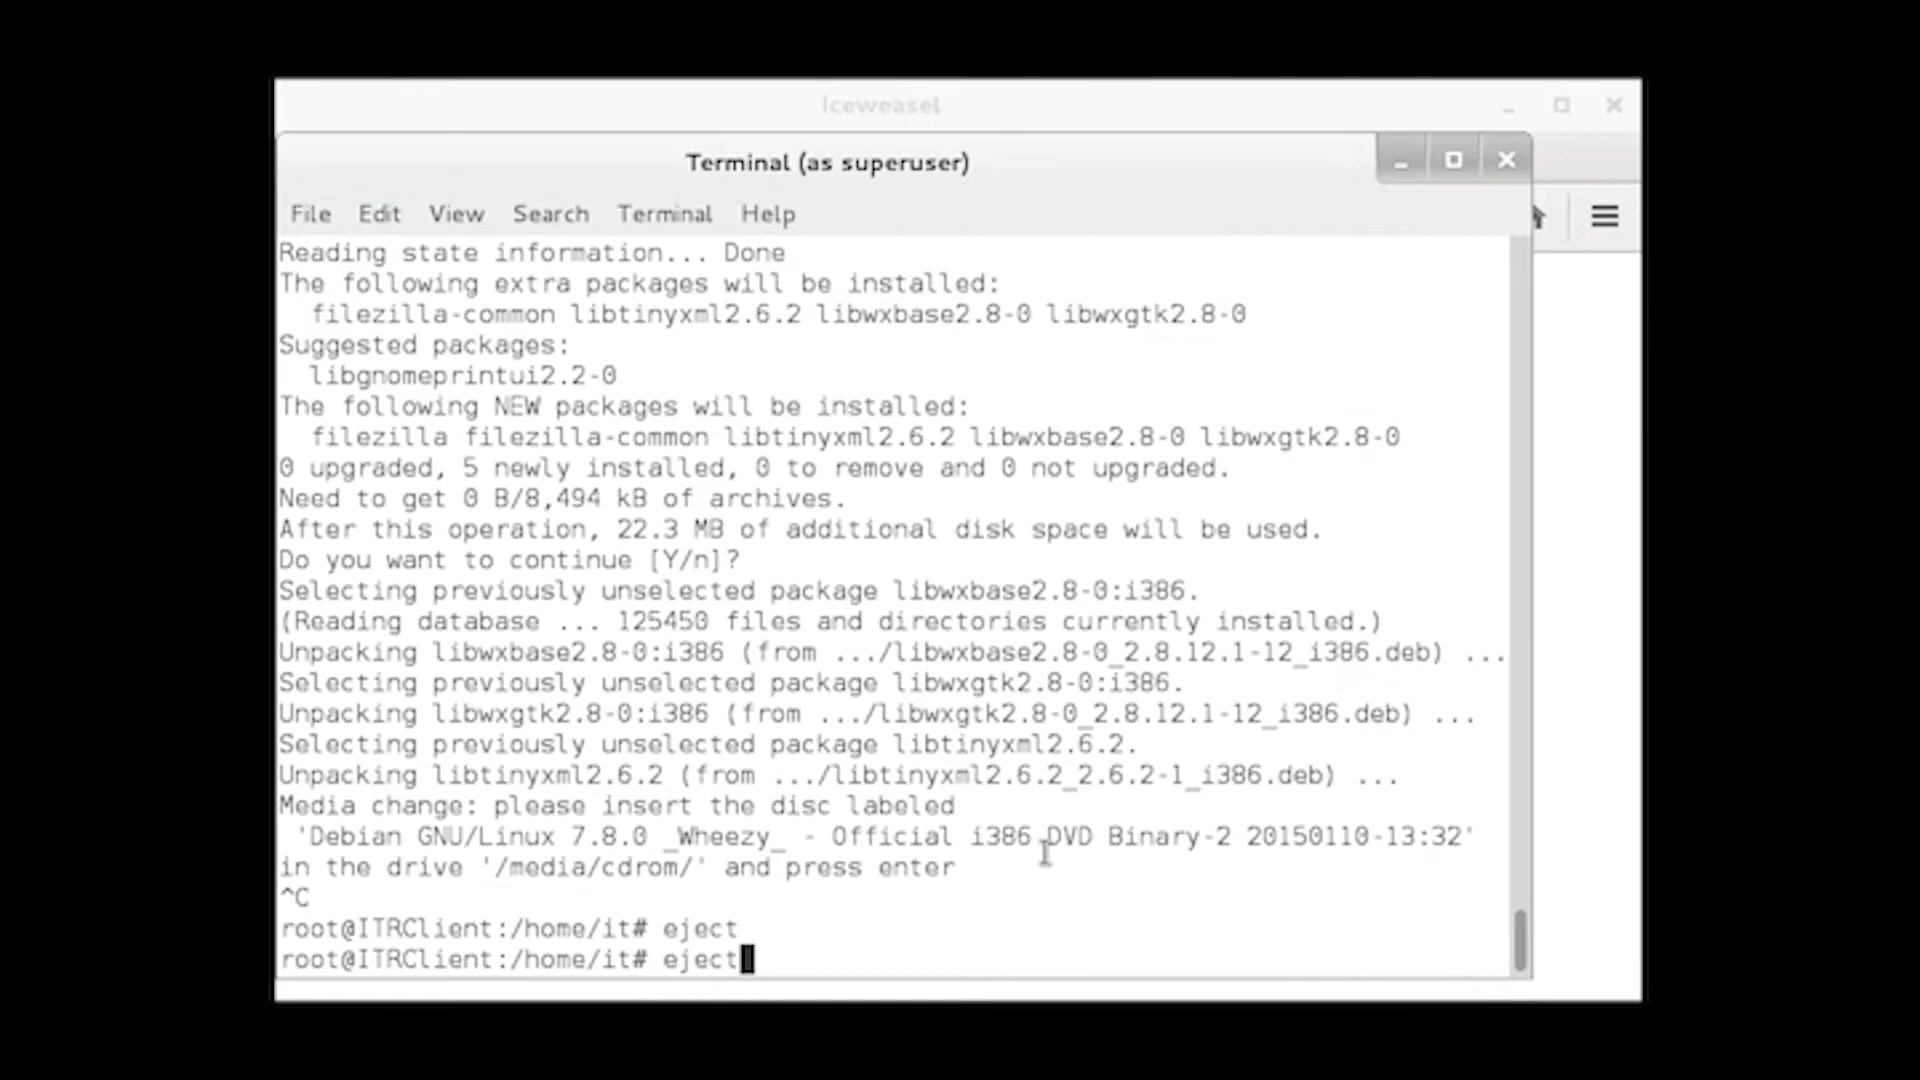 Iceweasel
Terminal (as superuser)
File Edit View Search Terminal Help
Reading state information... Done
The following extra packages will be installed:
  filezilla-common libtinyxml2.6.2 libwxbase2.8-0 libwxgtk2.8-0
Suggested packages:
  libgnomeprintui2.2-0
The following NEW packages will be installed:
  filezilla filezilla-common libtinyxml2.6.2 libwxbase2.8-0 libwxgtk2.8-0
0 upgraded, 5 newly installed, 0 to remove and 0 not upgraded.
Need to get 0 B/8,494 kB of archives.
After this operation, 22.3 MB of additional disk space will be used.
Do you want to continue [Y/n]?
Selecting previously unselected package libwxbase2.8-0:i386.
(Reading database ... 125450 files and directories currently installed.)
Unpacking libwxbase2.8-0:i386 (from .../libwxbase2.8-0_2.8.12.1-12_i386.deb) ...
Selecting previously unselected package libwxgtk2.8-0:i386.
Unpacking libwxgtk2.8-0:i386 (from .../libwxgtk2.8-0_2.8.12.1-12_i386.deb) ...
Selecting previously unselected package libtinyxml2.6.2.
Unpacking libtinyxml2.6.2 (from .../libtinyxml2.6.2_2.6.2-1_i386.deb) ...
Media change: please insert the disc labeled
 'Debian GNU/Linux 7.8.0 _Wheezy_ - Official i386 DVD Binary-2 20150110-13:32'
in the drive '/media/cdrom/' and press enter
^C
root@ITRClient:/home/it# eject
root@ITRClient:/home/it# eject